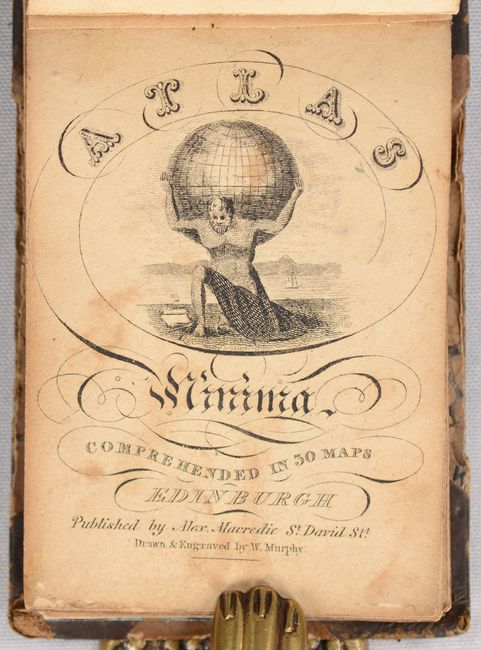 ATLAS
Minima.
COMPREHENDED IN 30 MAPS
EDINBURGH
Published by Alex. Macredie St. David St.
Drawn & Engraved by W. Murphy.